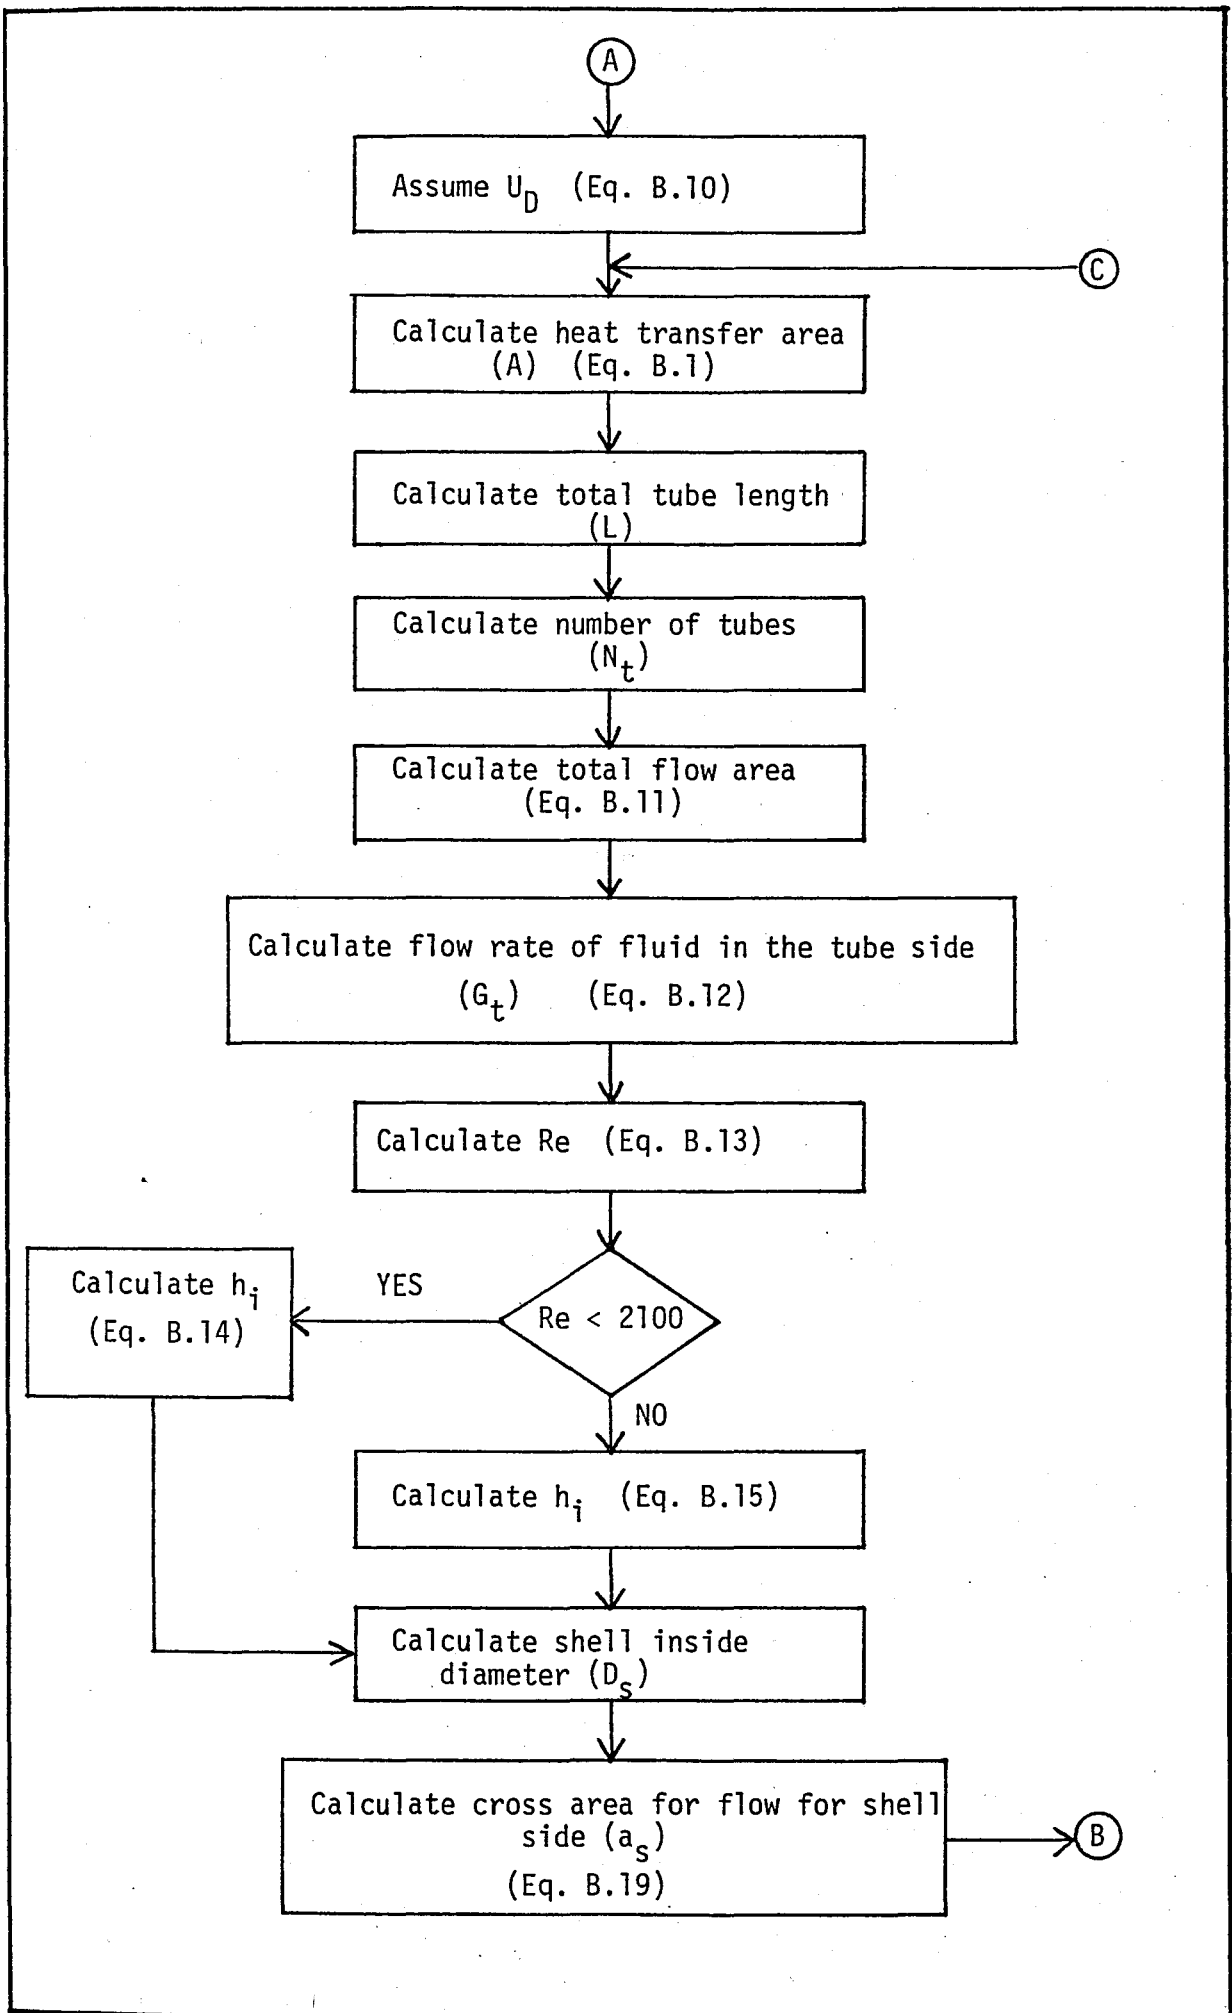 A
Assume U_D (Eq. B.10)
C
Calculate heat transfer area
(A) (Eq. B.1)
Calculate total tube length
(L)
Calculate number of tubes
(N_t)
Calculate total flow area
(Eq. B.11)
Calculate flow rate of fluid in the tube side
(G_t) (Eq. B.12)
Calculate Re (Eq. B.13)
Re < 2100
YES
Calculate h_i
(Eq. B.14)
NO
Calculate h_i (Eq. B.15)
Calculate shell inside
diameter (D_s)
Calculate cross area for flow for shell
side (a_s)
(Eq. B.19)
B